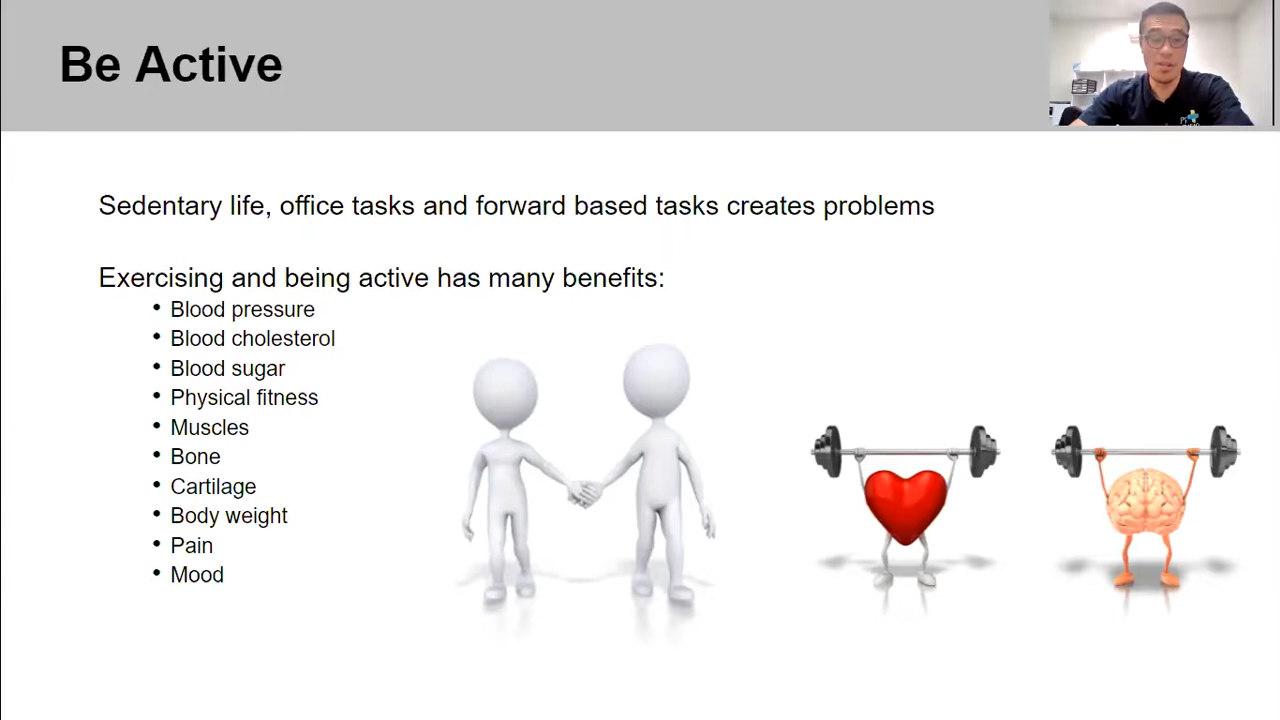 Be Active
Sedentary life, office tasks and forward based tasks creates problems
Exercising and being active has many benefits:
• Blood pressure
• Blood cholesterol
• Blood sugar
• Physical fitness
• Muscles
• Bone
• Cartilage
• Body weight
• Pain
• Mood